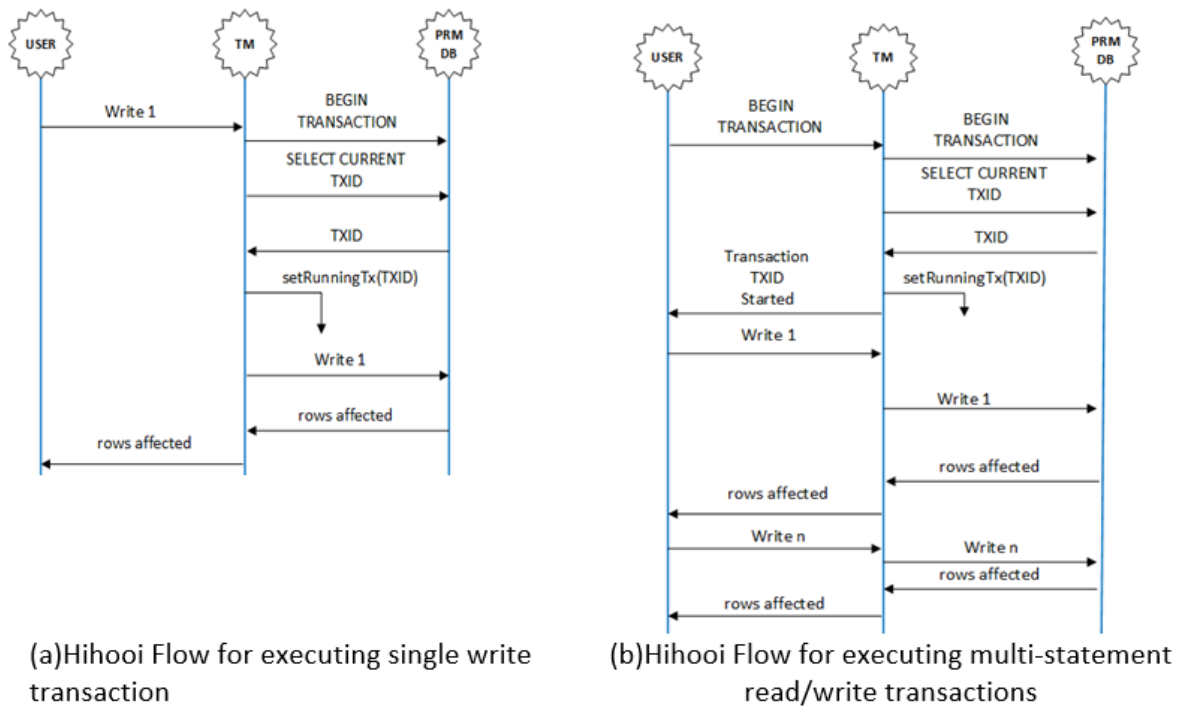 USER
TM
PRM
DB
Write 1
BEGIN
TRANSACTION
SELECT CURRENT
TXID
TXID
setRunningTx(TXID)
Write 1
rows affected
rows affected
(a)Hihooi Flow for executing single write
transaction
USER
TM
PRM
DB
BEGIN
TRANSACTION
BEGIN
TRANSACTION
SELECT CURRENT
TXID
TXID
Transaction
TXID
Started
setRunningTx(TXID)
Write 1
Write 1
rows affected
rows affected
Write n
Write n
rows affected
rows affected
(b)Hihooi Flow for executing multi-statement
read/write transactions